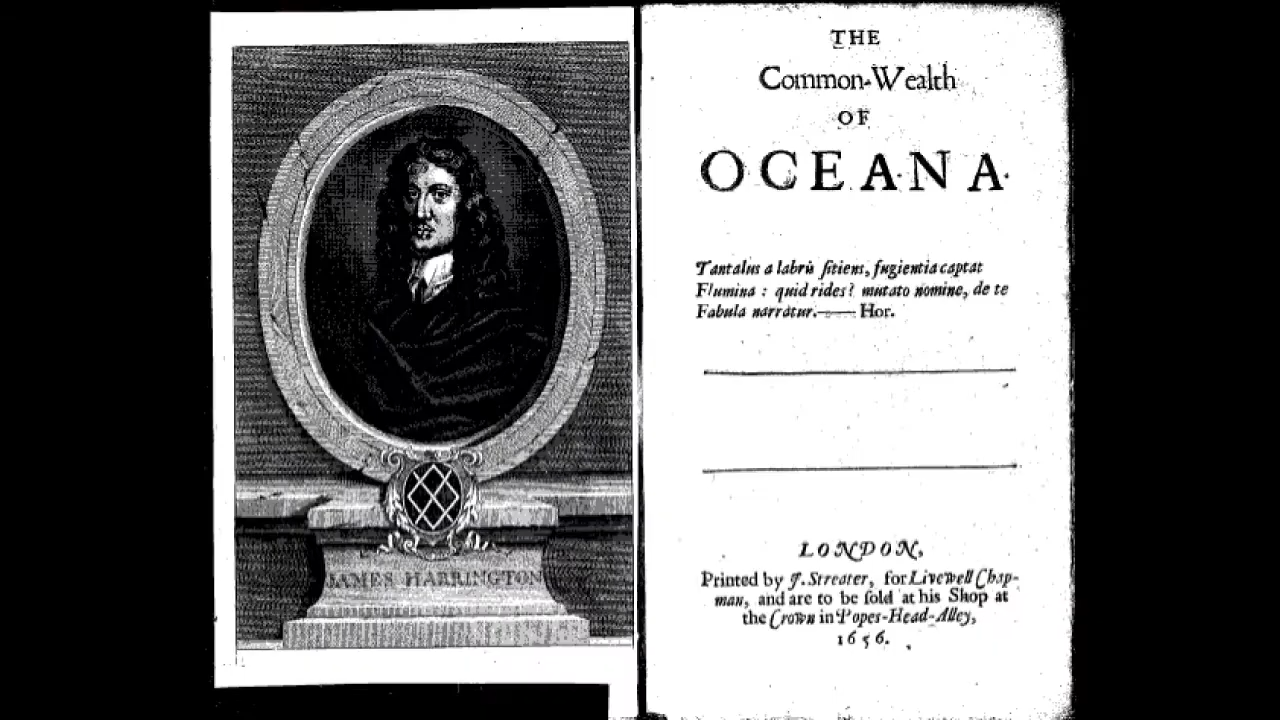 JAMES HARRINGTON
THE
Common-Wealth
OF
OCEANA.
Tantalus a labris ſitiens, fugientia captat
Flumina : quid rides? mutato nomine, de te
Fabula narratur.—— Hor.
LONDON,
Printed by J. Streater, for Livewell Chap-
man, and are to be ſold at his Shop at
the Crown in Popes-Head-Alley,
1656.